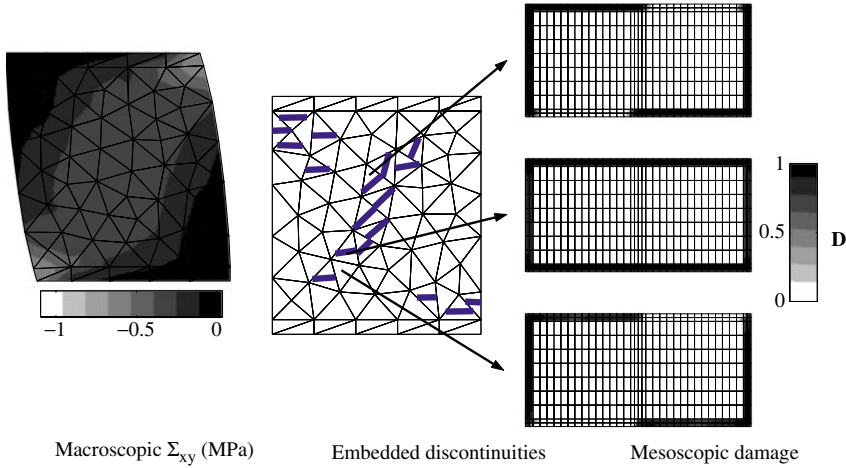 1
0.5
D
0
−1
−0.5
0
Macroscopic Σxy (MPa)
Embedded discontinuities
Mesoscopic damage